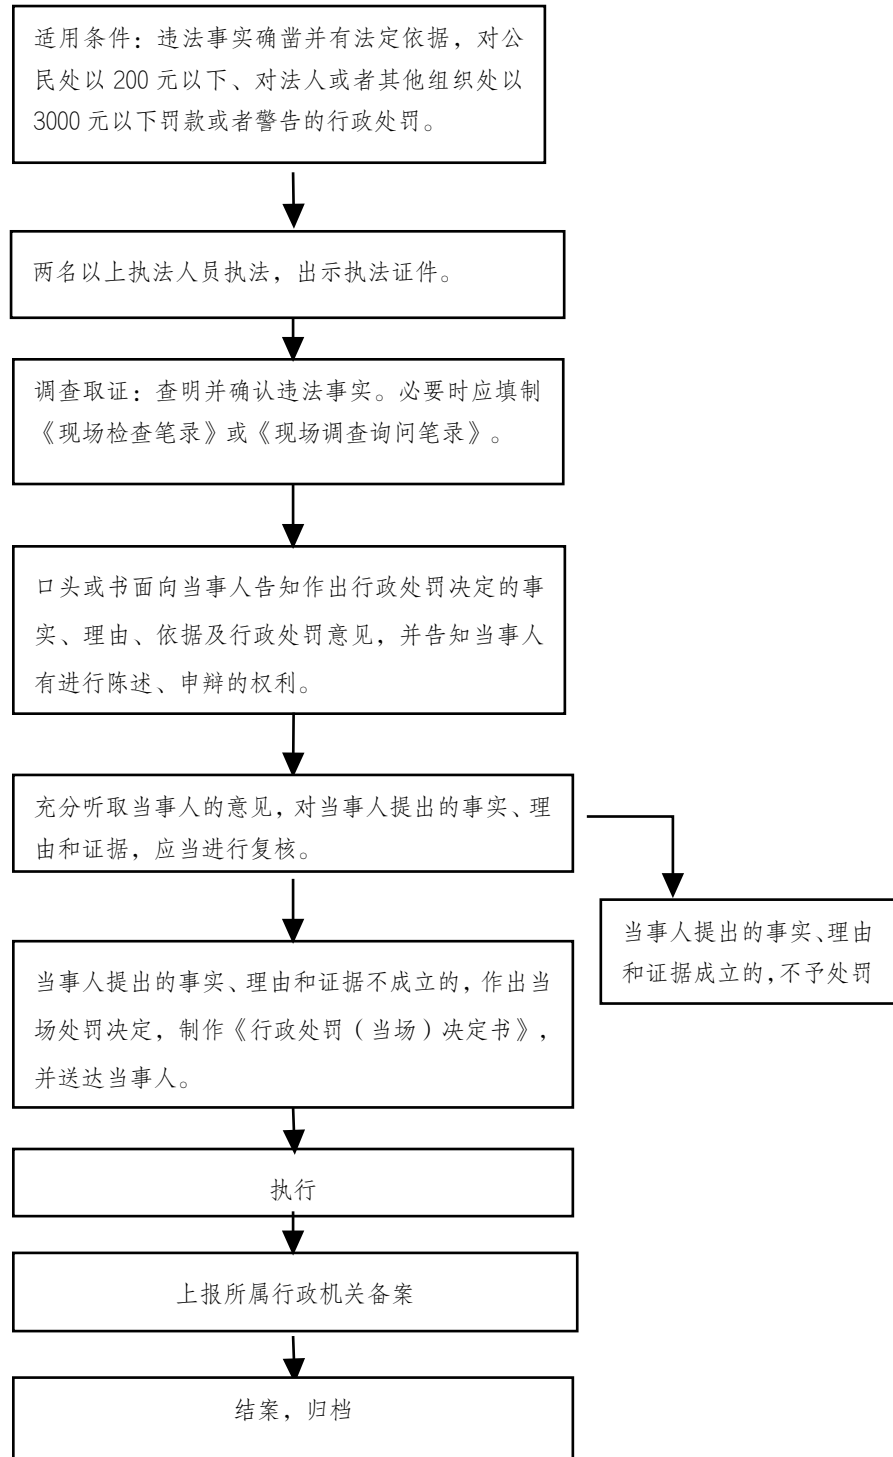 适用条件：违法事实确凿并有法定依据，对公
民处以 200 元以下、对法人或者其他组织处以
3000 元以下罚款或者警告的行政处罚。
两名以上执法人员执法，出示执法证件。
调查取证：查明并确认违法事实。必要时应填制
《现场检查笔录》或《现场调查询问笔录》。
口头或书面向当事人告知作出行政处罚决定的事
实、理由、依据及行政处罚意见，并告知当事人
有进行陈述、申辩的权利。
充分听取当事人的意见，对当事人提出的事实、理
由和证据，应当进行复核。
当事人提出的事实、理由
和证据成立的，不予处罚
当事人提出的事实、理由和证据不成立的，作出当
场处罚决定，制作《行政处罚（当场）决定书》，
并送达当事人。
执行
上报所属行政机关备案
结案，归档